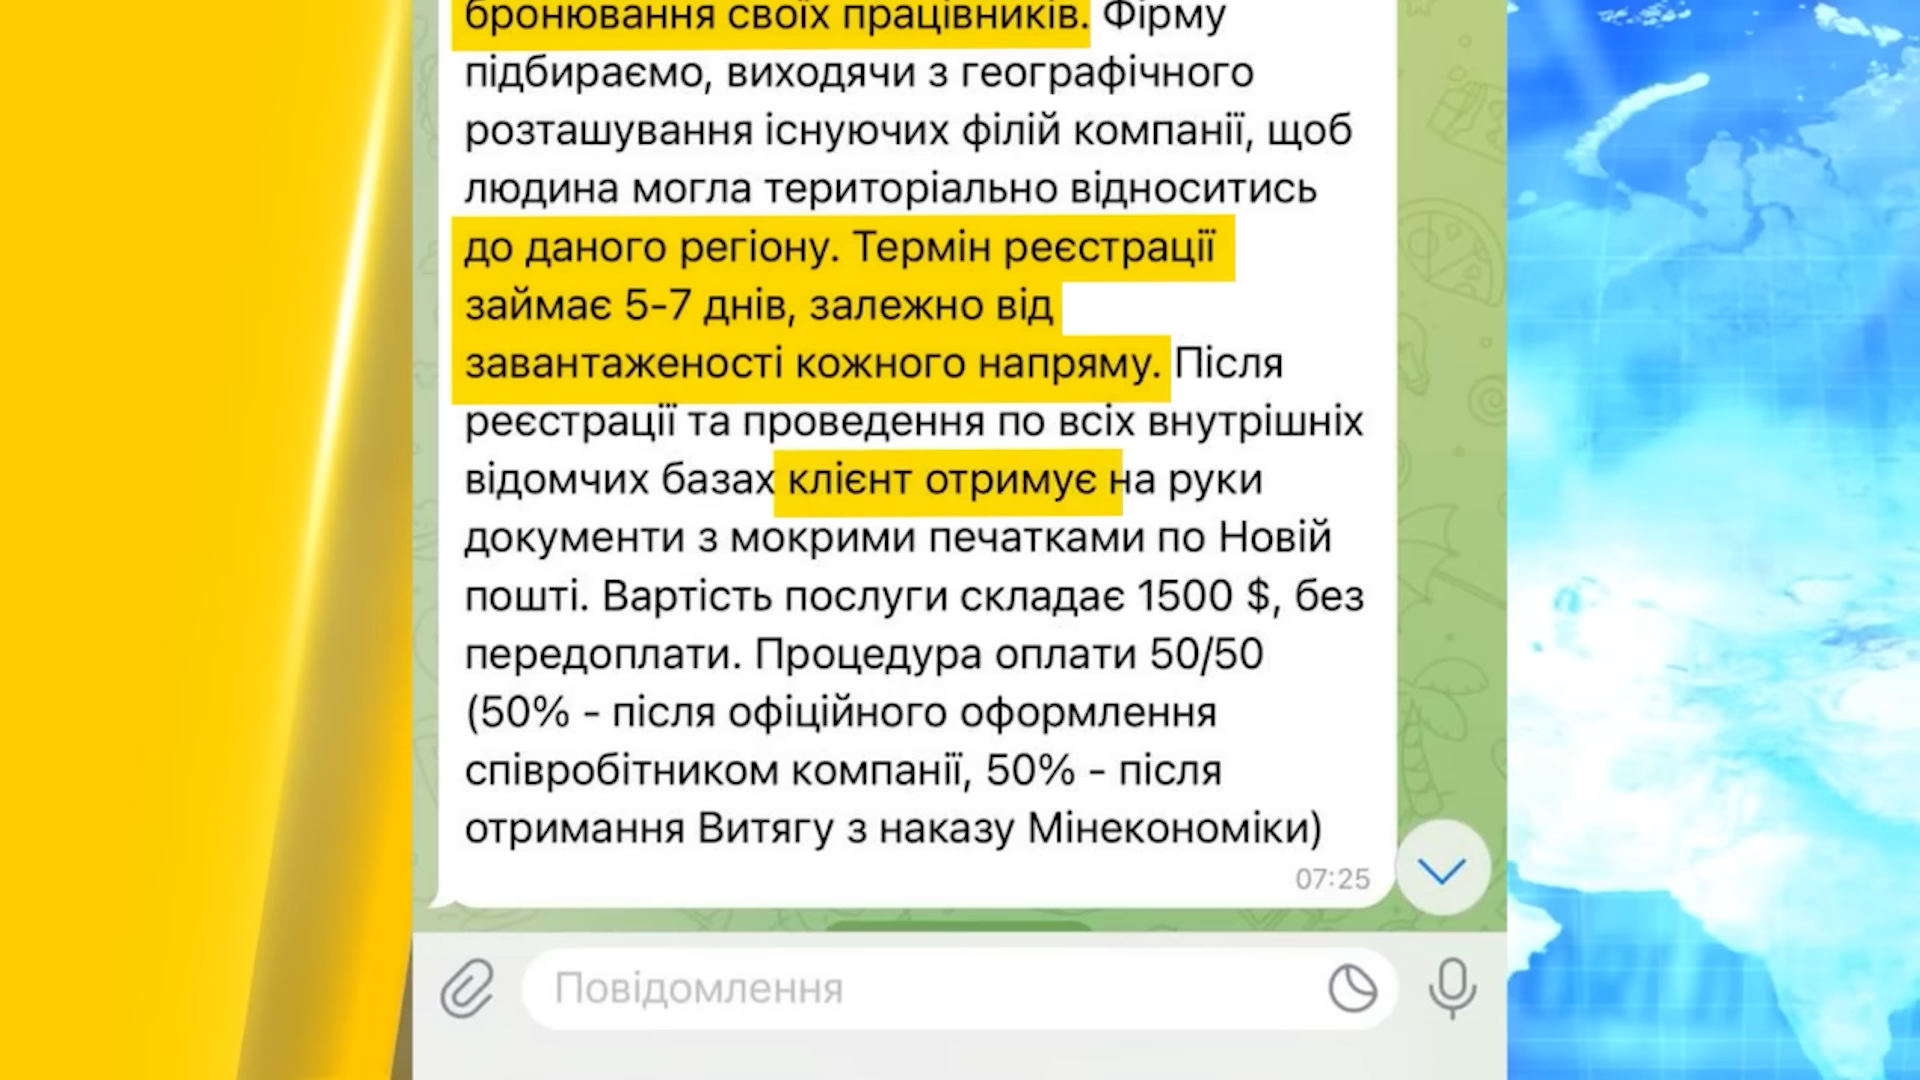 бронювання своїх працівників. Фірму
підбираємо, виходячи з географічного
розташування існуючих філій компанії, щоб
людина могла територіально відноситись
до даного регіону. Термін реєстрації
займає 5-7 днів, залежно від
завантаженості кожного напряму. Після
реєстрації та проведення по всіх внутрішніх
відомчих базах клієнт отримує на руки
документи з мокрими печатками по Новій
пошті. Вартість послуги складає 1500 $, без
передоплати. Процедура оплати 50/50
(50% - після офіційного оформлення
співробітником компанії, 50% - після
отримання Витягу з наказу Мінекономіки)
07:25
Повідомлення